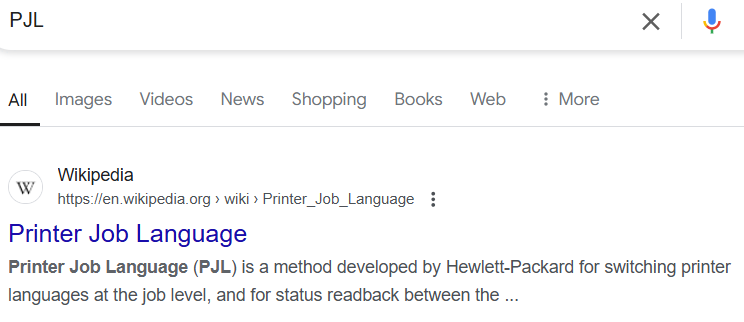 PJL
All Images Videos News Shopping Books Web More
Wikipedia
https://en.wikipedia.org › wiki › Printer_Job_Language
Printer Job Language
Printer Job Language (PJL) is a method developed by Hewlett-Packard for switching printer
languages at the job level, and for status readback between the ...